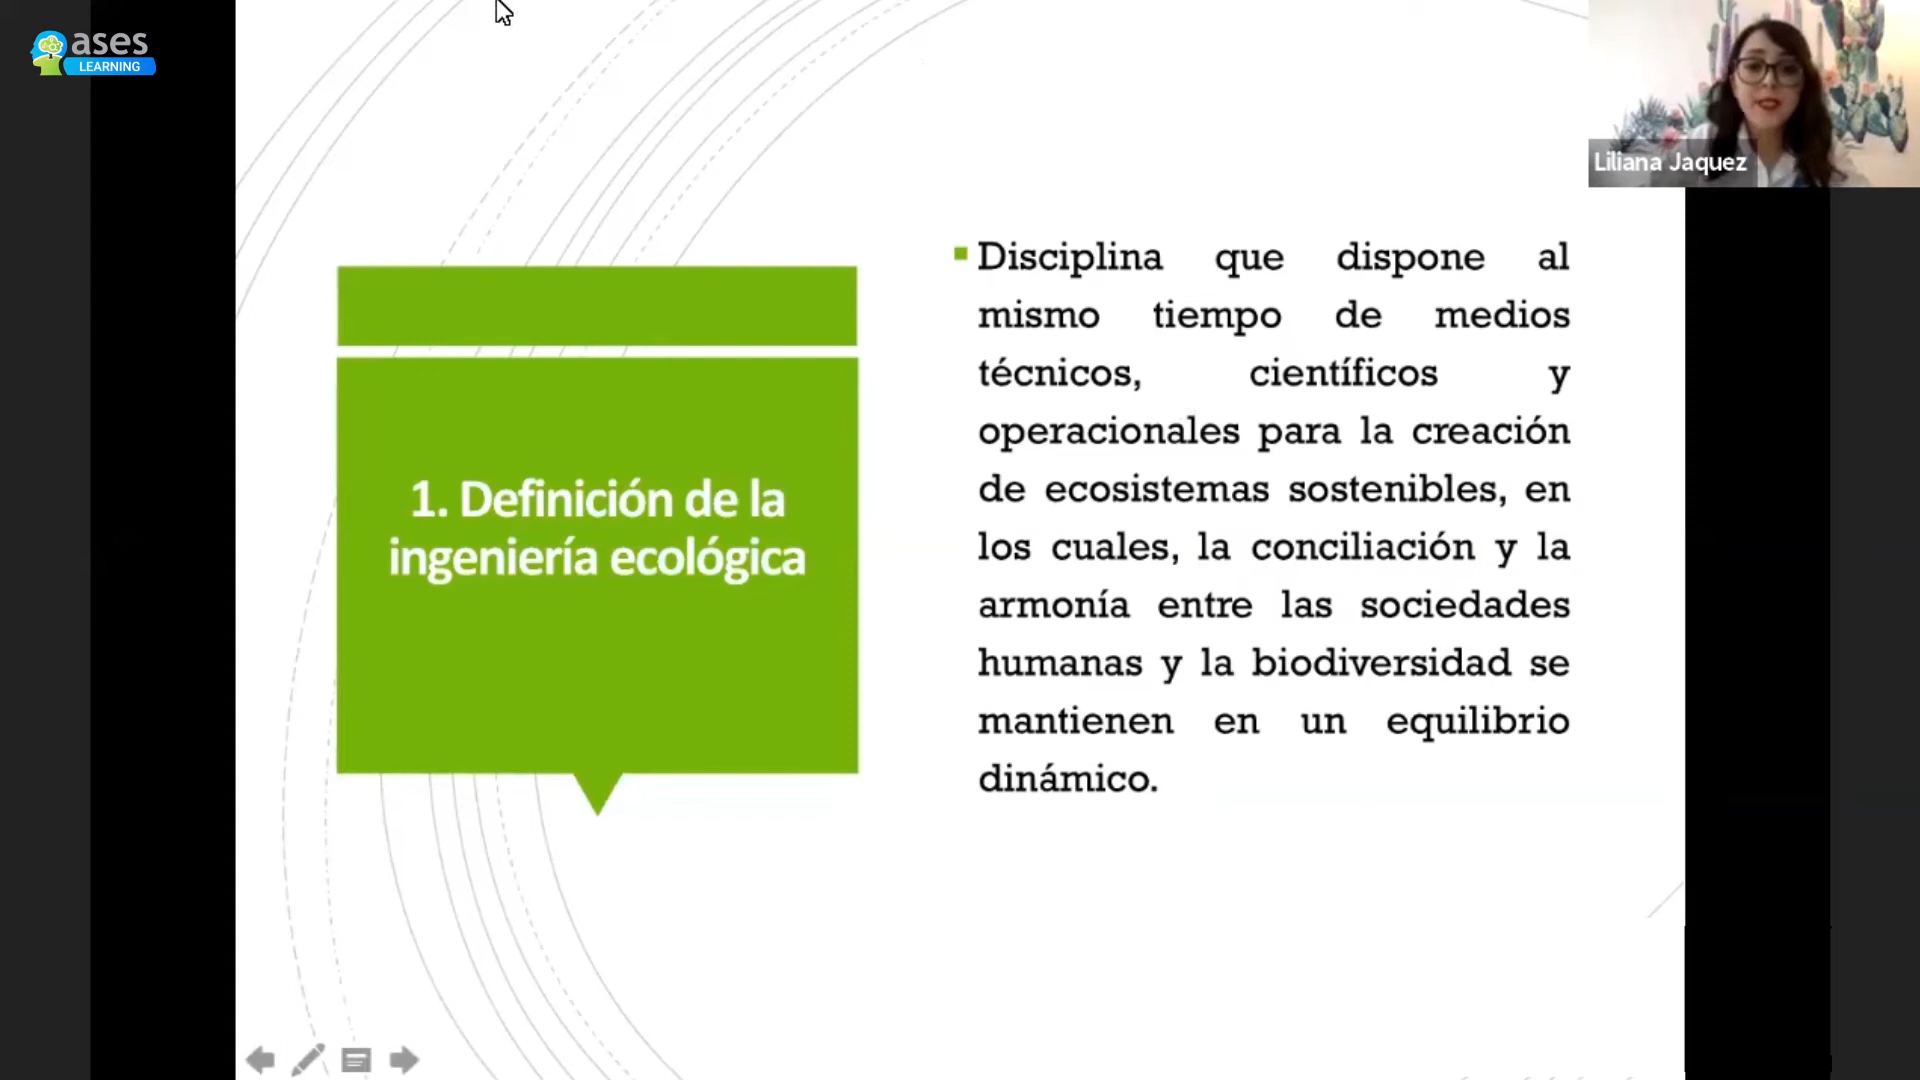 ases
LEARNING
Liliana Jaquez
1. Definición de la
ingeniería ecológica
Disciplina que dispone al
mismo tiempo de medios
técnicos, científicos y
operacionales para la creación
de ecosistemas sostenibles, en
los cuales, la conciliación y la
armonía entre las sociedades
humanas y la biodiversidad se
mantienen en un equilibrio
dinámico.